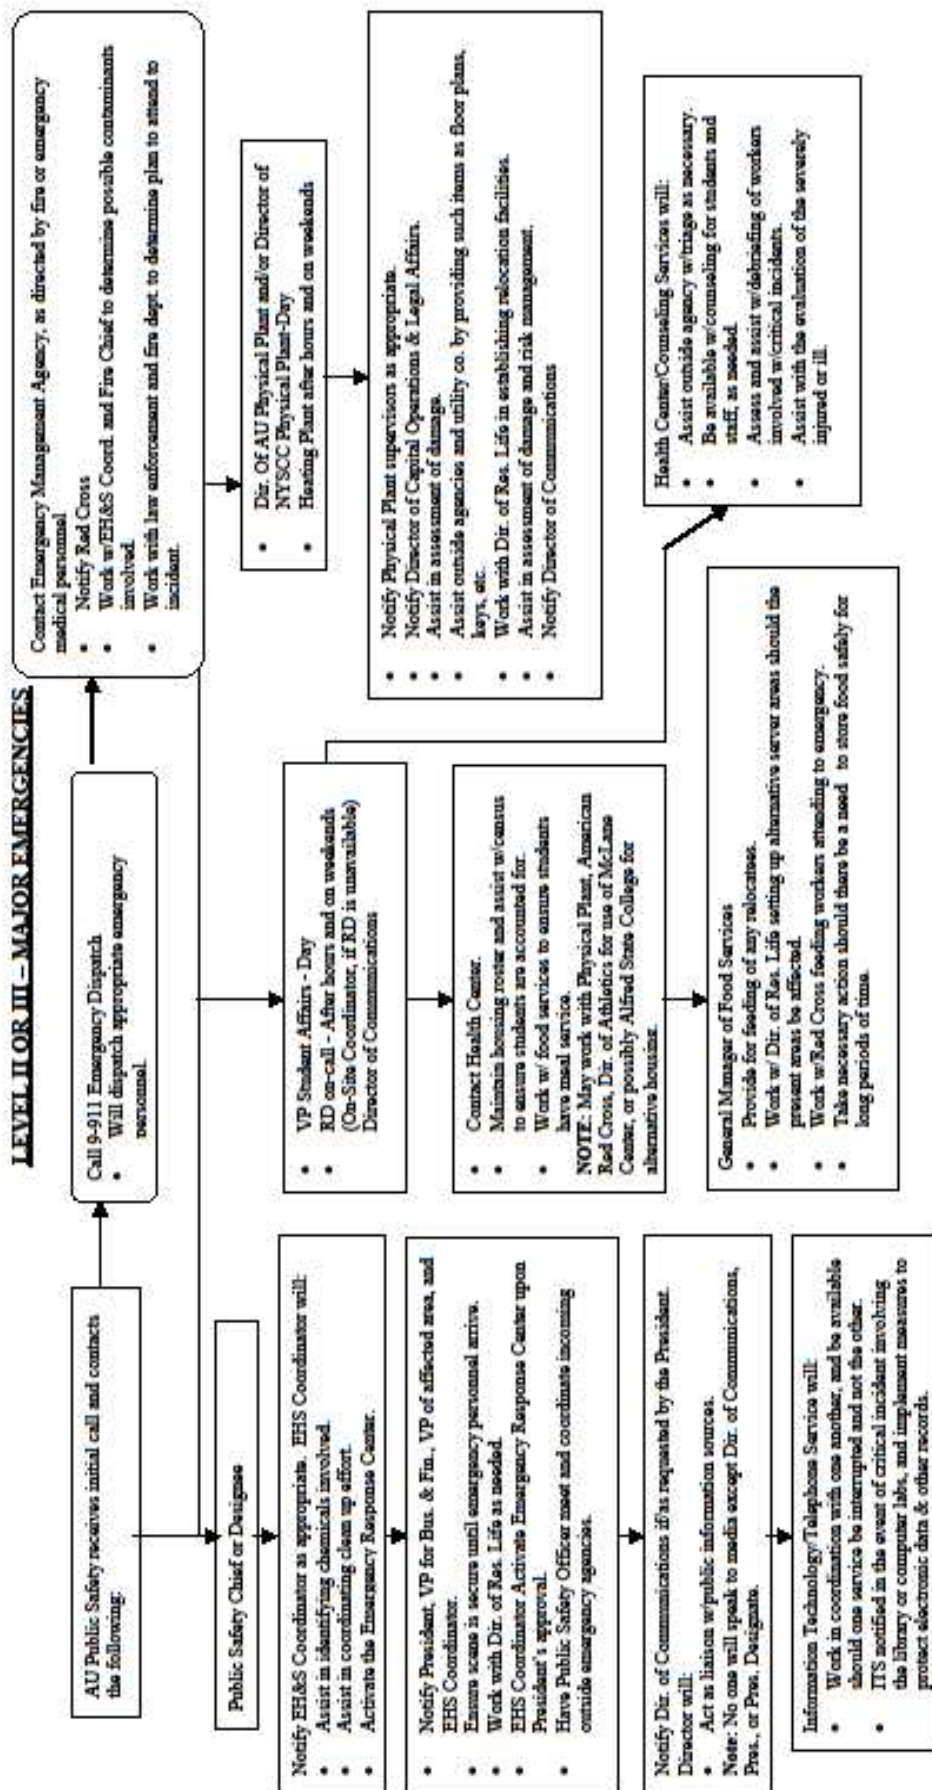 LEVEL II OR III – MAJOR EMERGENCIES
AU Public Safety receives initial call and contacts
the following:
Call 9-911 Emergency Dispatch
• Will dispatch appropriate emergency
personnel.
Contact Emergency Management Agency, as directed by fire or emergency
medical personnel
• Notify Red Cross
• Work w/EH&S Coord. and Fire Chief to determine possible contaminants
involved.
• Work with law enforcement and fire dept. to determine plan to attend to
incident.
Public Safety Chief or Designee
Notify EH&S Coordinator as appropriate. EHS Coordinator will:
• Assist in identifying chemicals involved.
• Assist in coordinating clean up effort.
• Activate the Emergency Response Center.
• Notify President, VP for Bus. & Fin., VP of affected area, and
EHS Coordinator.
• Ensure scene is secure until emergency personnel arrive.
• Work with Dir. of Res. Life as needed.
• EHS Coordinator Activate Emergency Response Center upon
President's approval.
• Have Public Safety Officer meet and coordinate incoming
outside emergency agencies.
Notify Dir. of Communications if/as requested by the President.
Director will:
• Act as liaison w/public information sources.
Note: No one will speak to media except Dir. of Communications,
Pres., or Pres. Designate.
Information Technology/Telephone Service will:
• Work in coordination with one another, and be available
should one service be interrupted and not the other.
• ITS notified in the event of critical incident involving
the library or computer labs, and implement measures to
protect electronic data & other records.
• VP Student Affairs - Day
• RD on-call - After hours and on weekends
(On-Site Coordinator, if RD is unavailable)
Director of Communications
Contact Health Center.
• Maintain housing roster and assist w/census
to ensure students are accounted for.
• Work w/ food services to ensure students
have meal service.
NOTE: May work with Physical Plant, American
Red Cross, Dir. of Athletics for use of McLane
Center, or possibly Alfred State College for
alternative housing.
General Manager of Food Services
• Provide for feeding of any relocatees.
• Work w/ Dir. of Res. Life setting up alternative server areas should the
present areas be affected.
• Work w/Red Cross feeding workers attending to emergency.
• Take necessary action should there be a need to store food safely for
long periods of time.
• Dir. Of AU Physical Plant and/or Director of
NYSCC Physical Plant-Day
• Heating Plant after hours and on weekends
• Notify Physical Plant supervisors as appropriate.
• Notify Director of Capital Operations & Legal Affairs.
• Assist in assessment of damage.
• Assist outside agencies and utility co. by providing such items as floor plans,
keys, etc.
• Work with Dir. of Res. Life in establishing relocation facilities.
• Assist in assessment of damage and risk management.
• Notify Director of Communications
Health Center/Counseling Services will:
• Assist outside agency w/triage as necessary.
• Be available w/counseling for students and
staff, as needed.
• Assess and assist w/debriefing of workers
involved w/critical incidents.
• Assist with the evaluation of the severely
injured or ill.